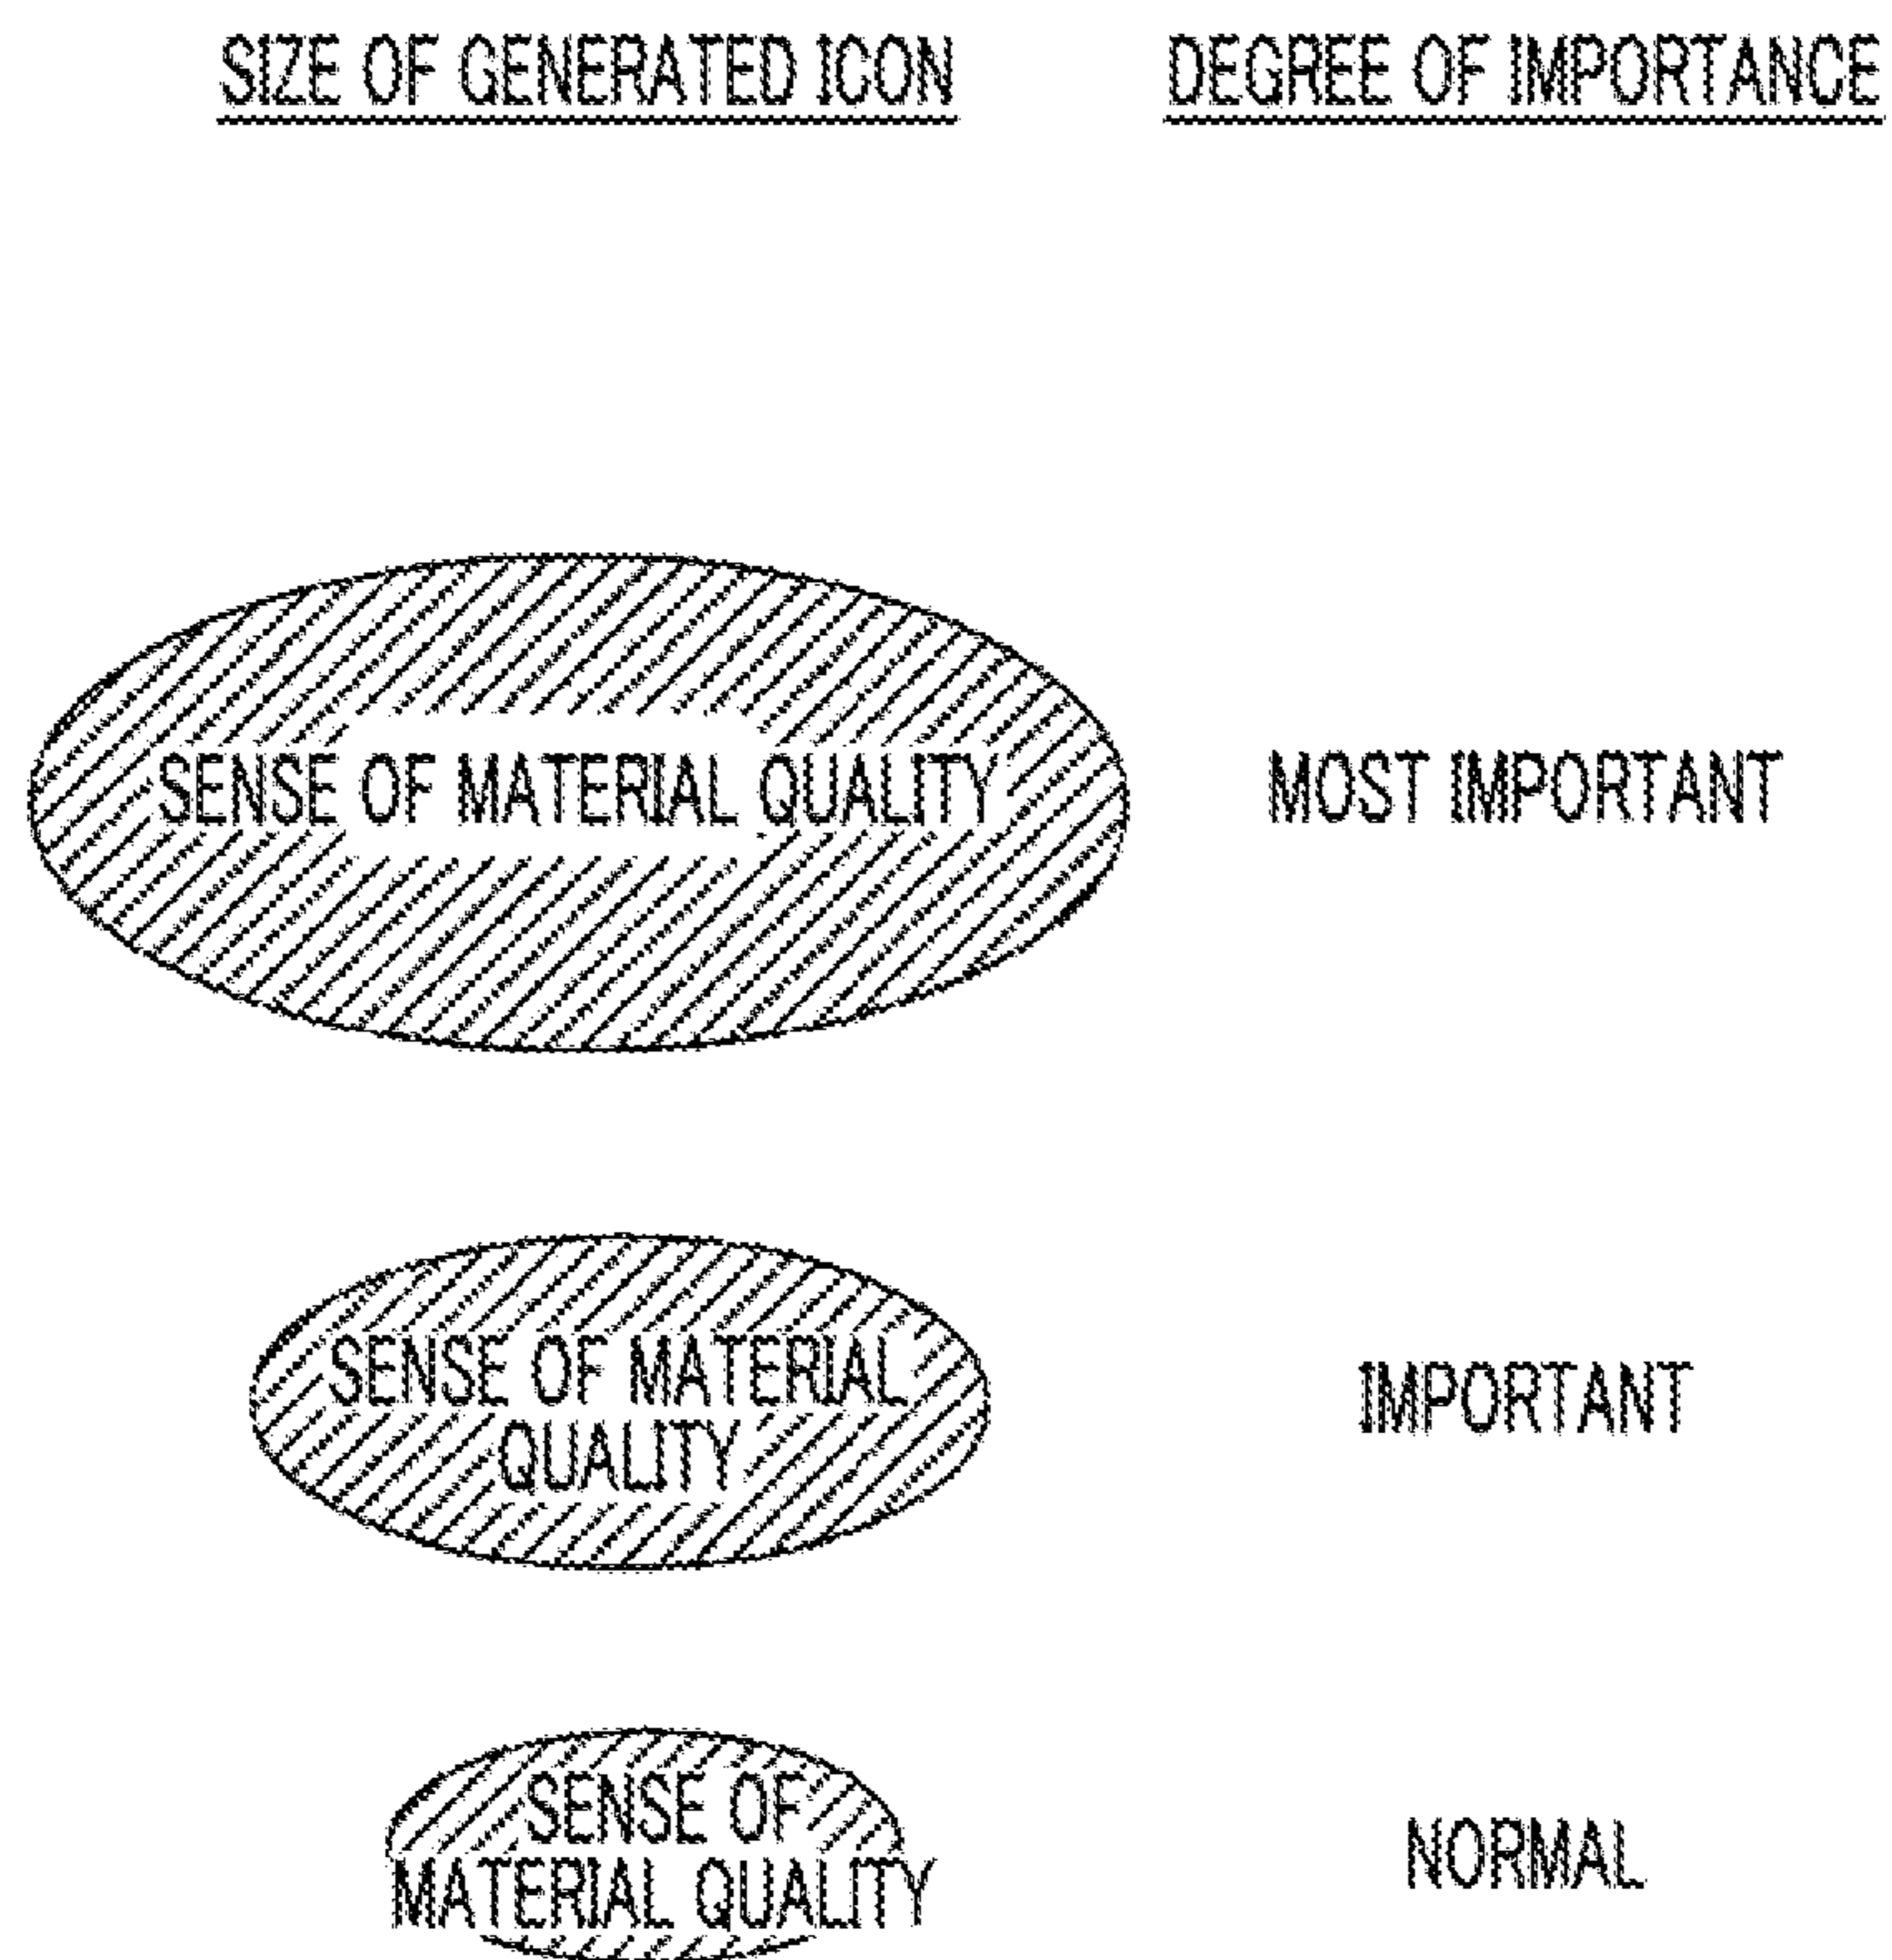 SIZE OF GENERATED ICON DEGREE OF IMPORTANCE
SENSE OF MATERIAL QUALITY MOST IMPORTANT
SENSE OF MATERIAL
QUALITY
IMPORTANT
SENSE OF
MATERIAL QUALITY
NORMAL